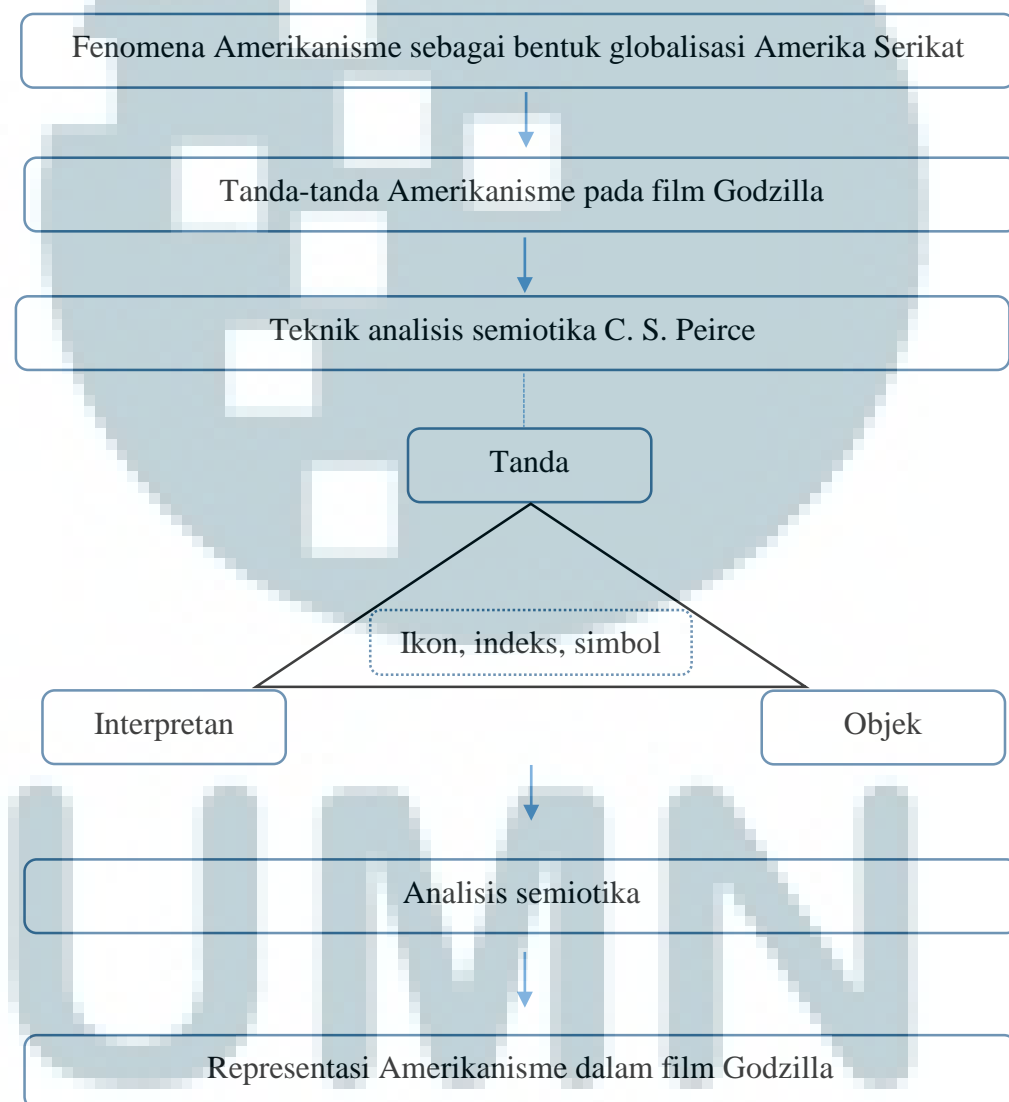 Fenomena Amerikanisme sebagai bentuk globalisasi Amerika Serikat
Tanda-tanda Amerikanisme pada film Godzilla
Teknik analisis semiotika C. S. Peirce
Tanda
Ikon, indeks, simbol
Interpretan
Objek
UMN
Analisis semiotika
Representasi Amerikanisme dalam film Godzilla